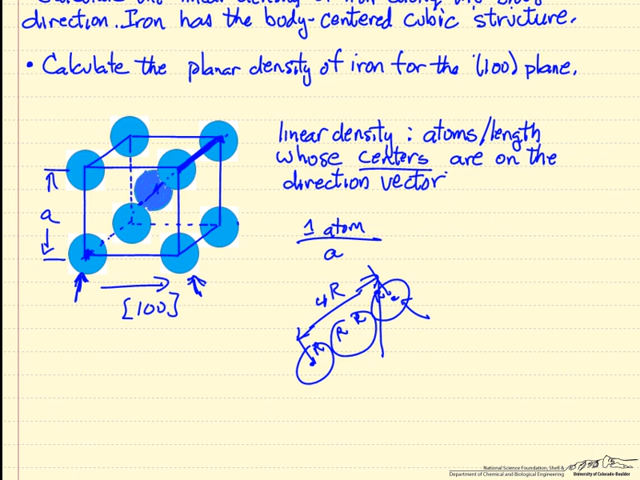 direction. Iron has the body-centered cubic structure.
• Calculate the planar density of iron for the (100) plane.
linear density : atoms/length
whose centers are on the
direction vector
1 atom
a
a
[100]
4R
R
R R
R
National Science Foundation, Shell &
Department of Chemical and Biological Engineering
University of Colorado Boulder